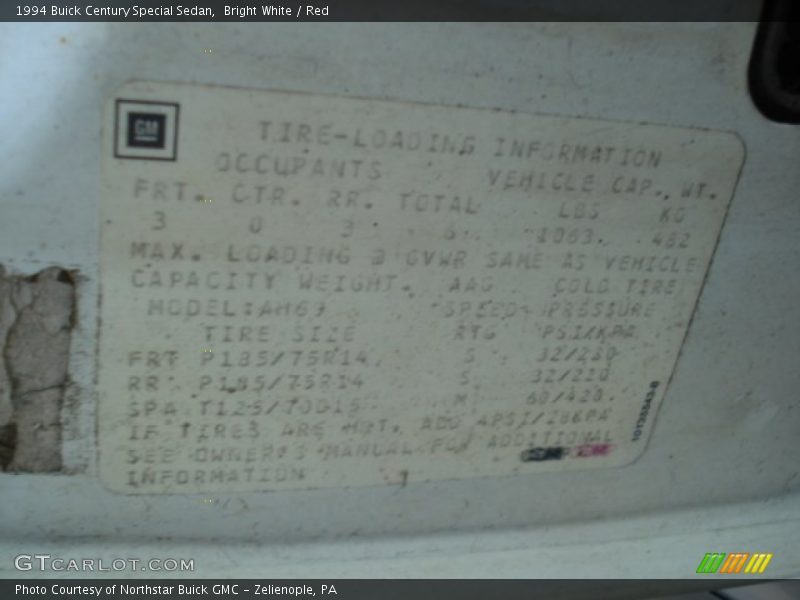 1994 Buick Century Special Sedan, Bright White / Red
GM
TIRE-LOADING INFORMATION
OCCUPANTS VEHICLE CAP., WT.
FRT. CTR. RR. TOTAL LBS KG
3 0 3 6 1063. 482
MAX. LOADING @ GVWR SAME AS VEHICLE
CAPACITY WEIGHT. COLD TIRE
MODEL:AH69 SPEED PRESSURE
TIRE SIZE RTG PSI/KPA
FRT P185/75R14 S
RR. P185/75R14 S
SPA T125/70D15 M 60/420.
IF TIRES ARE HOT, ADD 4PSI/28KPA
SEE OWNER'S MANUAL FOR ADDITIONAL
INFORMATION
GTCARLOT.COM
Photo Courtesy of Northstar Buick GMC – Zelienople, PA